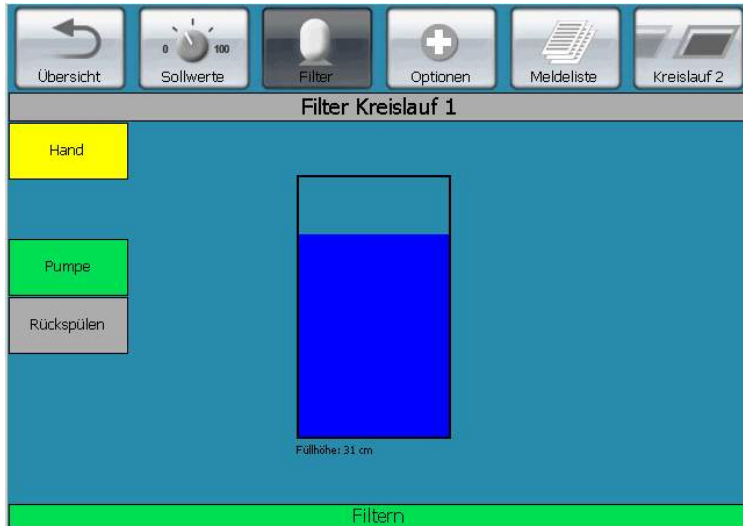 Übersicht
0 100
Sollwerte
Filter
Optionen
Meldeliste
Kreislauf 2
Filter Kreislauf 1
Hand
Pumpe
Rückspülen
Füllhöhe: 31 cm
Filtern